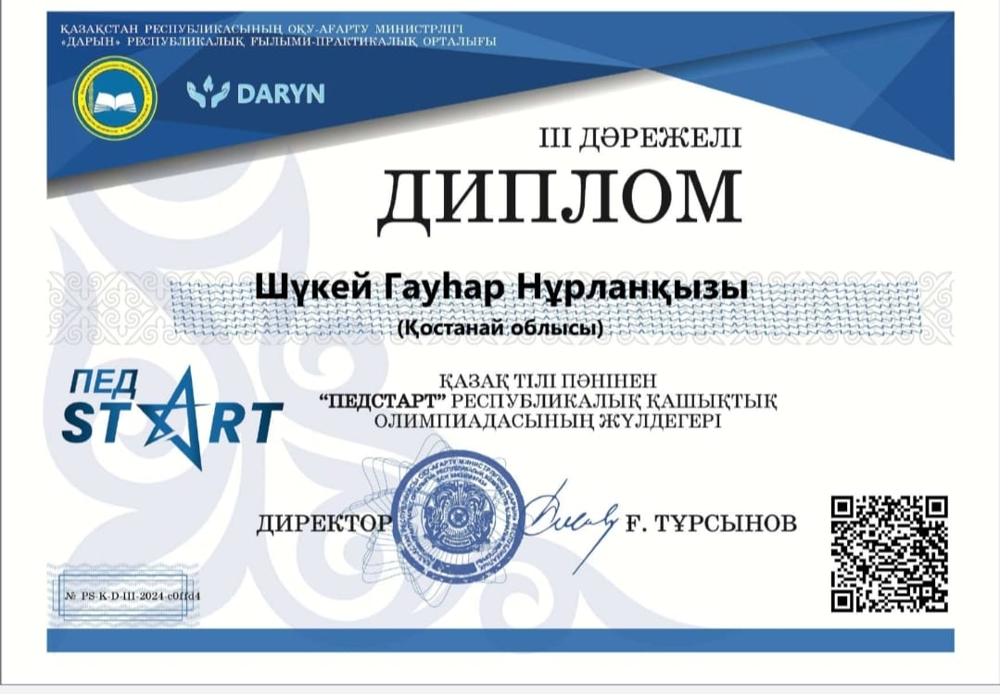 ҚАЗАҚСТАН РЕСПУБЛИКАСЫНЫҢ ОҚУ-АҒАРТУ МИНИСТРЛІГІ
«ДАРЫН» РЕСПУБЛИКАЛЫҚ ҒЫЛЫМИ-ПРАКТИКАЛЫҚ ОРТАЛЫҒЫ
DARYN
III ДӘРЕЖЕЛІ
ДИПЛОМ
Шүкей Гауһар Нұрланқызы
(Қостанай облысы)
ПЕД
START
ҚАЗАҚ ТІЛІ ПӘНІНЕН
“ПЕДСТАРТ” РЕСПУБЛИКАЛЫҚ ҚАШЫҚТЫҚ
ОЛИМПИАДАСЫНЫҢ ЖҮЛДЕГЕРІ
ДИРЕКТОР
Ғ. ТҰРСЫНОВ
№ PS-K-D-III-2024-c0ffd4